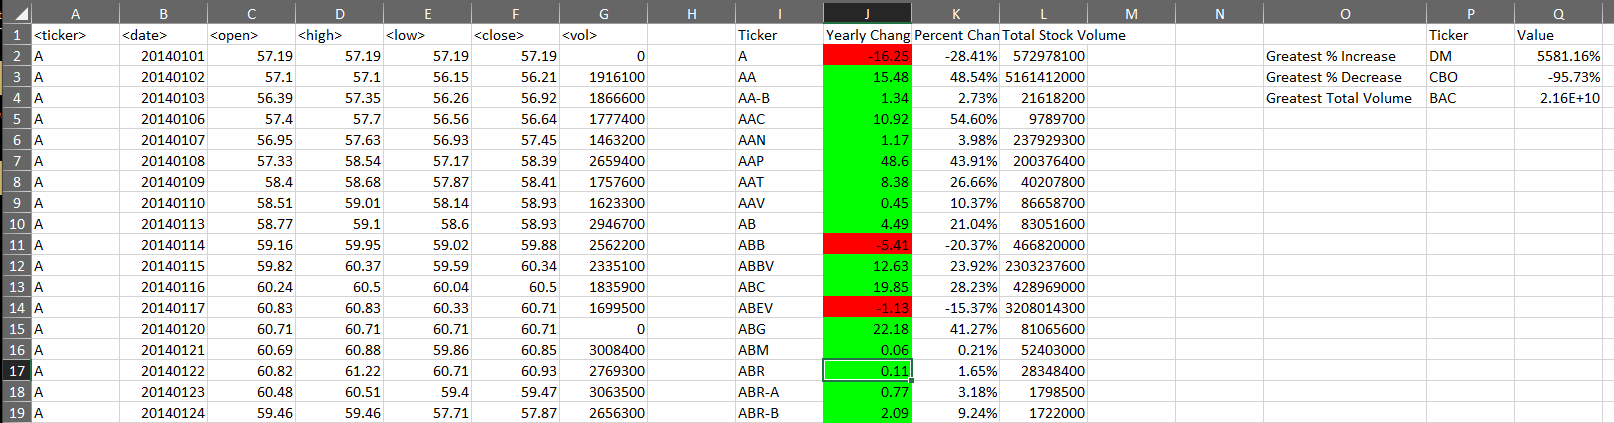 A B C D E F G H I J K L M N O P Q
1 <ticker> <date> <open> <high> <low> <close> <vol> Ticker Yearly Chang Percent Chan Total Stock Volume Ticker Value
2 A 20140101 57.19 57.19 57.19 57.19 0 A -16.25 -28.41% 572978100 Greatest % Increase DM 5581.16%
3 A 20140102 57.1 57.1 56.15 56.21 1916100 AA 15.48 48.54% 5161412000 Greatest % Decrease CBO -95.73%
4 A 20140103 56.39 57.35 56.26 56.92 1866600 AA-B 1.34 2.73% 21618200 Greatest Total Volume BAC 2.16E+10
5 A 20140106 57.4 57.7 56.56 56.64 1777400 AAC 10.92 54.60% 9789700
6 A 20140107 56.95 57.63 56.93 57.45 1463200 AAN 1.17 3.98% 237929300
7 A 20140108 57.33 58.54 57.17 58.39 2659400 AAP 48.6 43.91% 200376400
8 A 20140109 58.4 58.68 57.87 58.41 1757600 AAT 8.38 26.66% 40207800
9 A 20140110 58.51 59.01 58.14 58.93 1623300 AAV 0.45 10.37% 86658700
10 A 20140113 58.77 59.1 58.6 58.93 2946700 AB 4.49 21.04% 83051600
11 A 20140114 59.16 59.95 59.02 59.88 2562200 ABB -5.41 -20.37% 466820000
12 A 20140115 59.82 60.37 59.59 60.34 2335100 ABBV 12.63 23.92% 2303237600
13 A 20140116 60.24 60.5 60.04 60.5 1835900 ABC 19.85 28.23% 428969000
14 A 20140117 60.83 60.83 60.33 60.71 1699500 ABEV -1.13 -15.37% 3208014300
15 A 20140120 60.71 60.71 60.71 60.71 0 ABG 22.18 41.27% 81065600
16 A 20140121 60.69 60.88 59.86 60.85 3008400 ABM 0.06 0.21% 52403000
17 A 20140122 60.82 61.22 60.71 60.93 2769300 ABR 0.11 1.65% 28348400
18 A 20140123 60.48 60.51 59.4 59.47 3063500 ABR-A 0.77 3.18% 1798500
19 A 20140124 59.46 59.46 57.71 57.87 2656300 ABR-B 2.09 9.24% 1722000